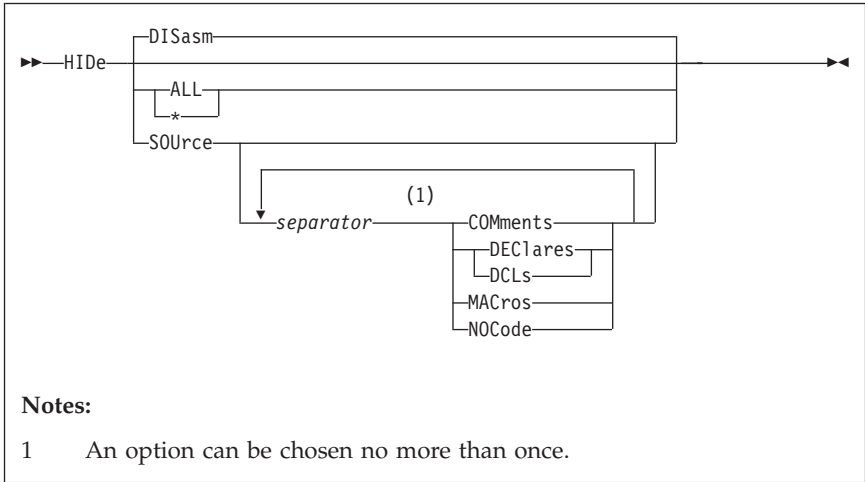 DISasm
HIDe
ALL
*
SOUrce
(1)
separator
COMments
DEClares
DCLs
MACros
NOCode
Notes:
1 An option can be chosen no more than once.